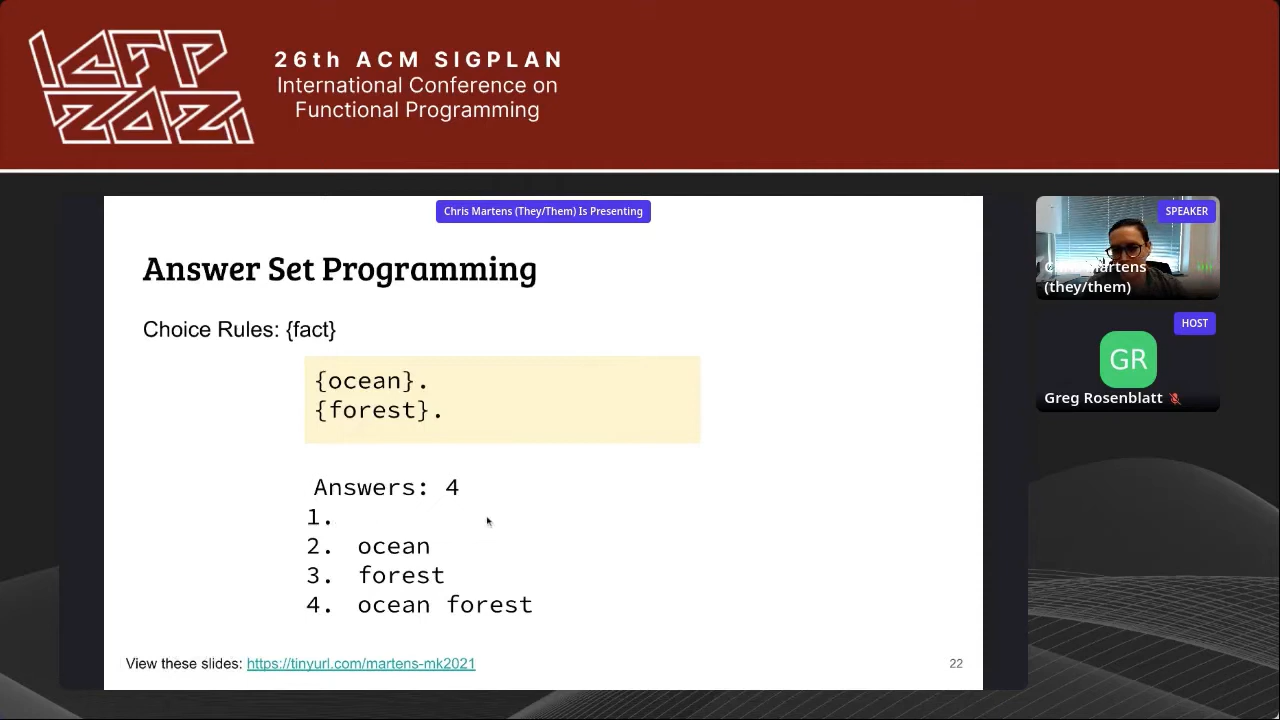 ICFP
2021
26th ACM SIGPLAN
International Conference on
Functional Programming
Chris Martens (They/Them) Is Presenting
Answer Set Programming
Choice Rules: {fact}
{ocean}.
{forest}.
Answers: 4
1.
2. ocean
3. forest
4. ocean forest
View these slides: https://tinyurl.com/martens-mk2021
22
SPEAKER
Chris Martens
(they/them)
HOST
GR
Greg Rosenblatt